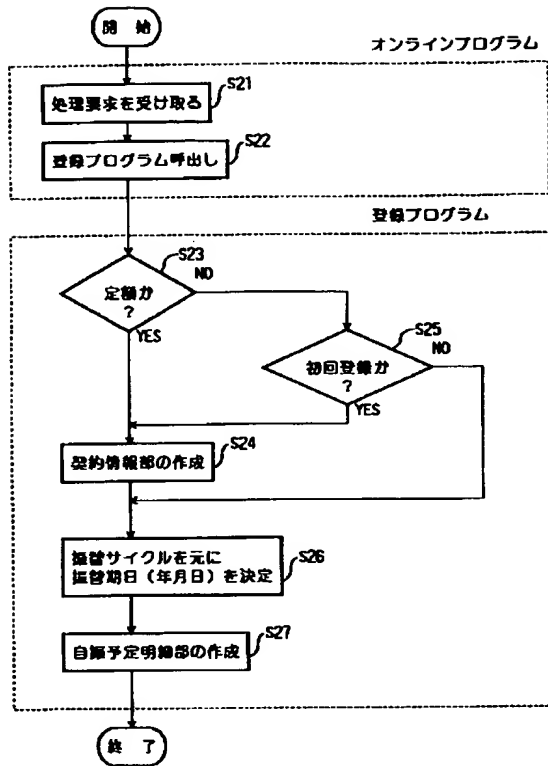 開 始
オンラインプログラム
S21
処理要求を受け取る
S22
登録プログラム呼出し
登録プログラム
S23
NO
定額か
?
YES
S25
NO
初回登録か
?
YES
S24
契約情報部の作成
振替サイクルを元に
振替期日(年月日)を決定
S26
S27
自振予定明細部の作成
終 了